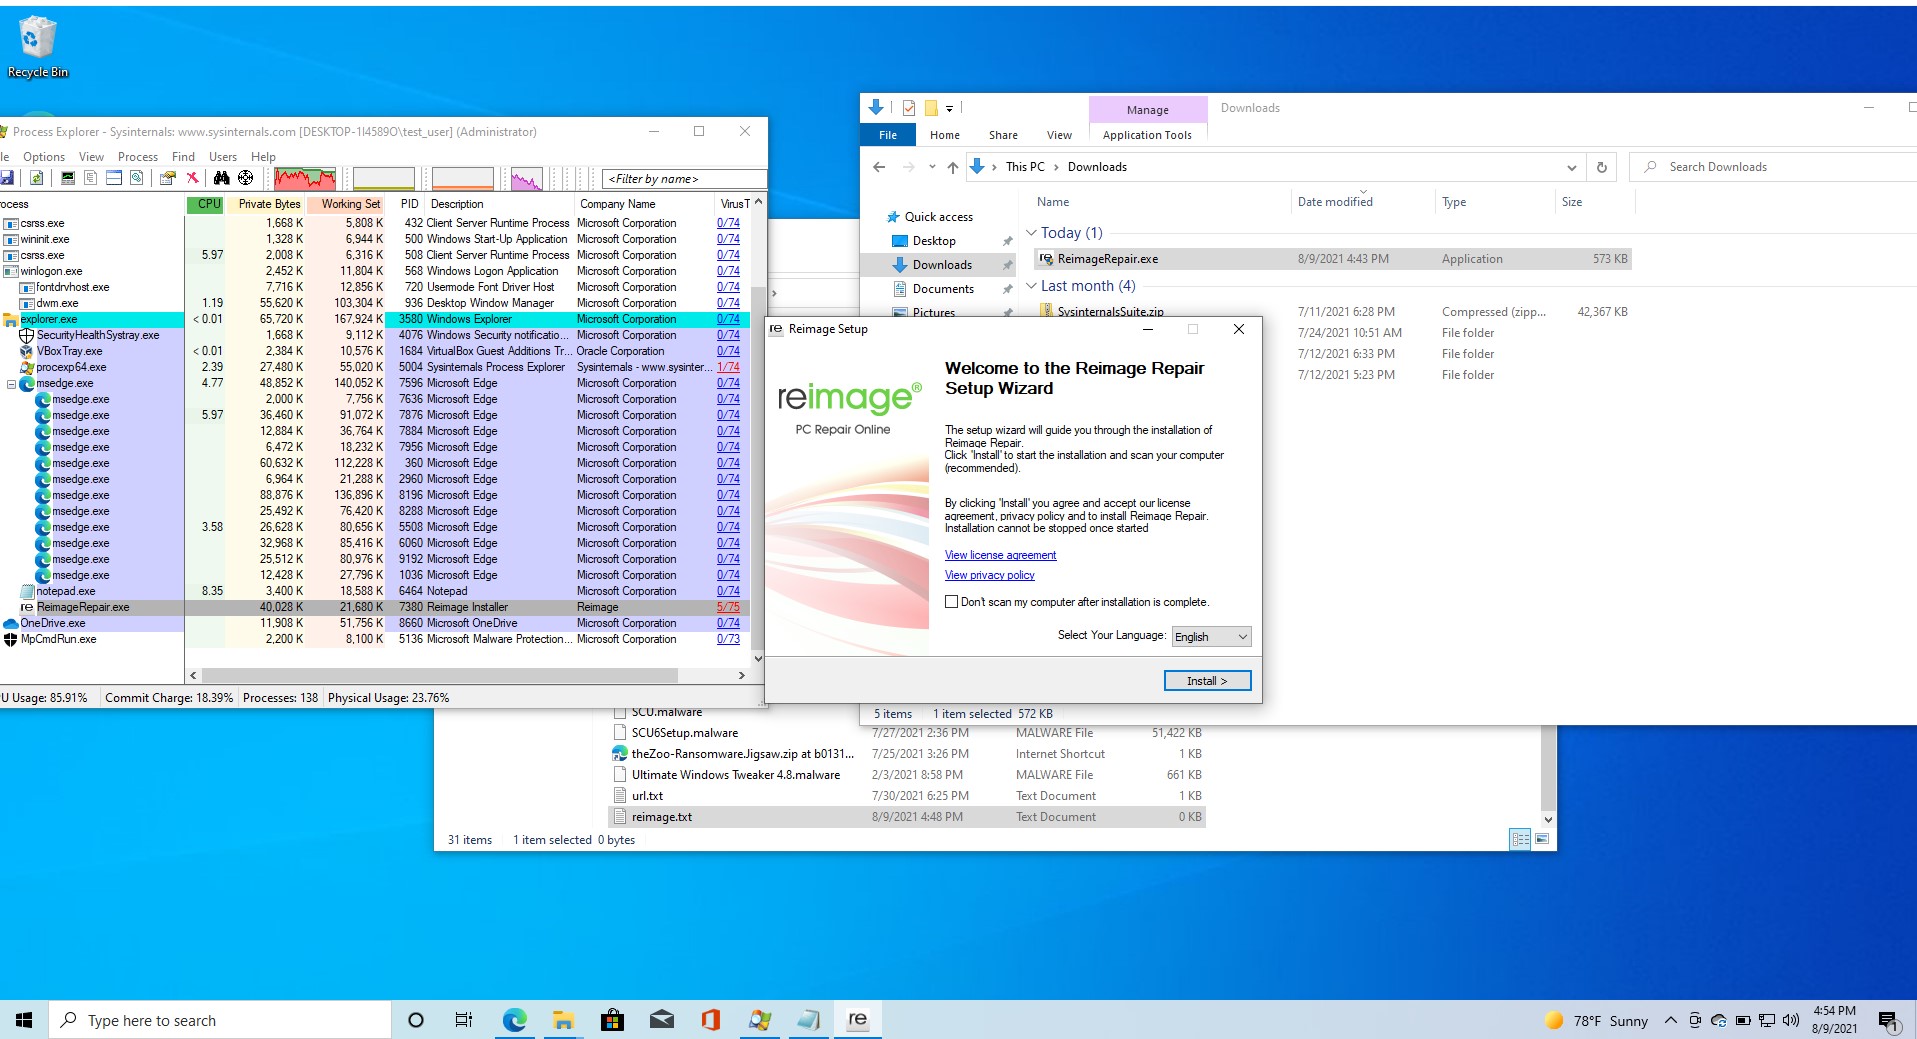 Recycle Bin
Process Explorer - Sysinternals: www.sysinternals.com [DESKTOP-1I4589O\test_user] (Administrator)
le Options View Process Find Users Help
<Filter by name>
rocess CPU Private Bytes Working Set PID Description Company Name VirusT
csrss.exe 1,668 K 5,808 K 432 Client Server Runtime Process Microsoft Corporation 0/74
wininit.exe 1,328 K 6,944 K 500 Windows Start-Up Application Microsoft Corporation 0/74
csrss.exe 5.97 2,008 K 6,316 K 508 Client Server Runtime Process Microsoft Corporation 0/74
winlogon.exe 2,452 K 11,804 K 568 Windows Logon Application Microsoft Corporation 0/74
fontdrvhost.exe 7,716 K 12,856 K 720 Usermode Font Driver Host Microsoft Corporation 0/74
dwm.exe 1.19 55,620 K 103,304 K 936 Desktop Window Manager Microsoft Corporation 0/74
explorer.exe < 0.01 65,720 K 167,924 K 3580 Windows Explorer Microsoft Corporation 0/74
SecurityHealthSystray.exe 1,668 K 9,112 K 4076 Windows Security notificatio... Microsoft Corporation 0/74
VBoxTray.exe < 0.01 2,384 K 10,576 K 1684 VirtualBox Guest Additions Tr... Oracle Corporation 0/74
procexp64.exe 2.39 27,480 K 55,020 K 5004 Sysinternals Process Explorer Sysinternals - www.sysinter... 1/74
msedge.exe 4.77 48,852 K 140,052 K 7596 Microsoft Edge Microsoft Corporation 0/74
msedge.exe 2,000 K 7,756 K 7636 Microsoft Edge Microsoft Corporation 0/74
msedge.exe 5.97 36,460 K 91,072 K 7876 Microsoft Edge Microsoft Corporation 0/74
msedge.exe 12,884 K 36,764 K 7884 Microsoft Edge Microsoft Corporation 0/74
msedge.exe 6,472 K 18,232 K 7956 Microsoft Edge Microsoft Corporation 0/74
msedge.exe 60,632 K 112,228 K 360 Microsoft Edge Microsoft Corporation 0/74
msedge.exe 6,964 K 21,288 K 2960 Microsoft Edge Microsoft Corporation 0/74
msedge.exe 88,876 K 136,896 K 8196 Microsoft Edge Microsoft Corporation 0/74
msedge.exe 25,492 K 76,420 K 8288 Microsoft Edge Microsoft Corporation 0/74
msedge.exe 3.58 26,628 K 80,656 K 5508 Microsoft Edge Microsoft Corporation 0/74
msedge.exe 32,968 K 85,416 K 6060 Microsoft Edge Microsoft Corporation 0/74
msedge.exe 25,512 K 80,976 K 9192 Microsoft Edge Microsoft Corporation 0/74
msedge.exe 12,428 K 27,796 K 1036 Microsoft Edge Microsoft Corporation 0/74
notepad.exe 8.35 3,400 K 18,588 K 6464 Notepad Microsoft Corporation 0/74
ReimageRepair.exe 40,028 K 21,680 K 7380 Reimage Installer Reimage 5/75
OneDrive.exe 11,908 K 51,756 K 8660 Microsoft OneDrive Microsoft Corporation 0/74
MpCmdRun.exe 2,200 K 8,100 K 5136 Microsoft Malware Protection... Microsoft Corporation 0/73
U Usage: 85.91% Commit Charge: 18.39% Processes: 138 Physical Usage: 23.76%
Manage Downloads
File Home Share View Application Tools
This PC > Downloads Search Downloads
Name Date modified Type Size
Quick access
Desktop
Downloads
Documents
Pictures
Today (1)
ReimageRepair.exe 8/9/2021 4:43 PM Application 573 KB
Last month (4)
SysinternalsSuite.zip 7/11/2021 6:28 PM Compressed (zipp... 42,367 KB
7/24/2021 10:51 AM File folder
7/12/2021 6:33 PM File folder
7/12/2021 5:23 PM File folder
5 items 1 item selected 572 KB
re Reimage Setup
reimage®
PC Repair Online
Welcome to the Reimage Repair
Setup Wizard
The setup wizard will guide you through the installation of
Reimage Repair.
Click 'Install' to start the installation and scan your computer
(recommended).
By clicking 'Install' you agree and accept our license
agreement, privacy policy and to install Reimage Repair.
Installation cannot be stopped once started
View license agreement
View privacy policy
Don't scan my computer after installation is complete.
Select Your Language: English
Install >
SCU.malware
SCU6Setup.malware 7/27/2021 2:36 PM MALWARE File 51,422 KB
theZoo-Ransomware.Jigsaw.zip at b0131... 7/25/2021 3:26 PM Internet Shortcut 1 KB
Ultimate Windows Tweaker 4.8.malware 2/3/2021 8:58 PM MALWARE File 661 KB
url.txt 7/30/2021 6:25 PM Text Document 1 KB
reimage.txt 8/9/2021 4:48 PM Text Document 0 KB
31 items 1 item selected 0 bytes
Type here to search
re
78°F Sunny
4:54 PM
8/9/2021
1